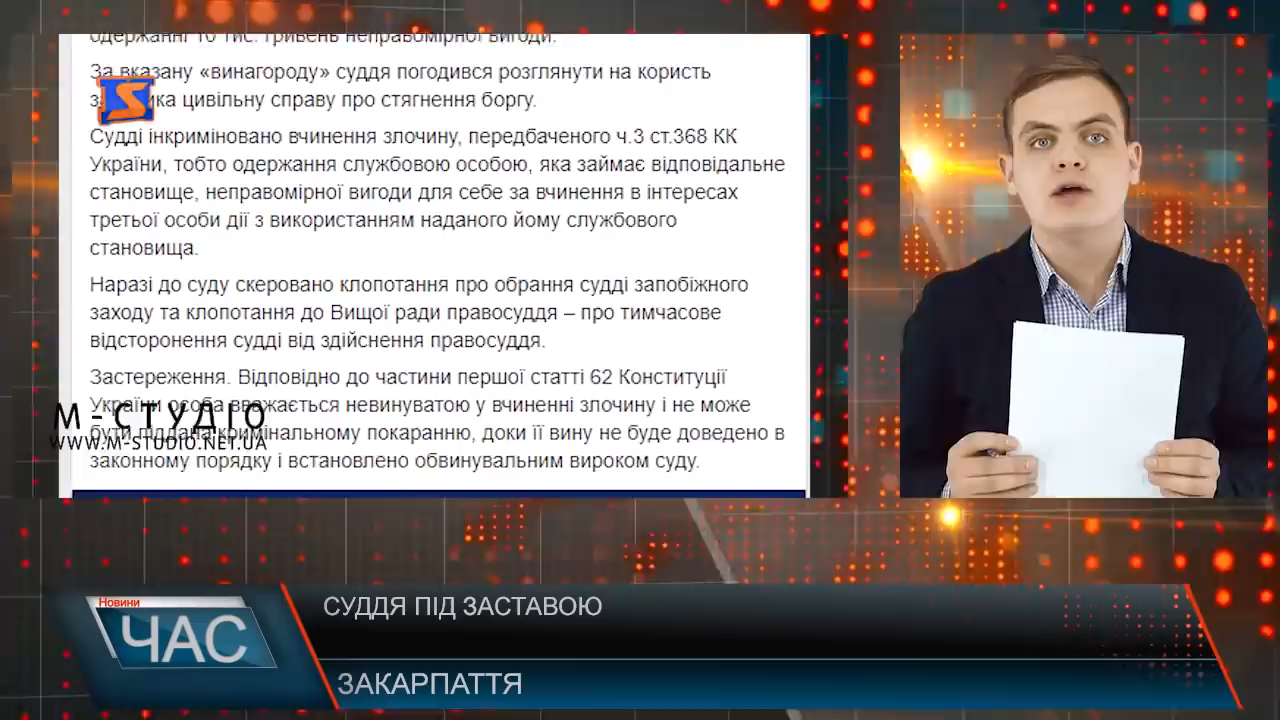 одержанні 10 тис. гривень неправомірної вигоди.
За вказану «винагороду» суддя погодився розглянути на користь
цивільну справу про стягнення боргу.
Судді інкриміновано вчинення злочину, передбаченого ч.3 ст.368 КК
України, тобто одержання службовою особою, яка займає відповідальне
становище, неправомірної вигоди для себе за вчинення в інтересах
третьої особи дії з використанням наданого йому службового
становища.
Наразі до суду скеровано клопотання про обрання судді запобіжного
заходу та клопотання до Вищої ради правосуддя – про тимчасове
відсторонення судді від здійснення правосуддя.
Застереження. Відповідно до частини першої статті 62 Конституції
України особа вважається невинуватою у вчиненні злочину і не може
бути піддана кримінальному покаранню, доки її вину не буде доведено в
законному порядку і встановлено обвинувальним вироком суду.
М-СТУДІО
WWW.M-STUDIO.NET.UA
Новини
ЧАС
СУДДЯ ПІД ЗАСТАВОЮ
ЗАКАРПАТТЯ